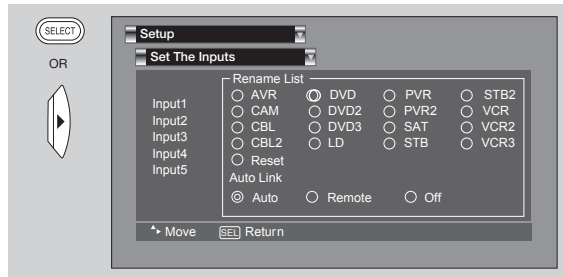 SELECT
OR
Setup
Set The Inputs
Rename List
Input1
Input2
Input3
Input4
Input5
AVR DVD PVR STB2
CAM DVD2 PVR2 VCR
CBL DVD3 SAT VCR2
CBL2 LD STB VCR3
Reset
Auto Link
Auto Remote Off
Move SEL Return